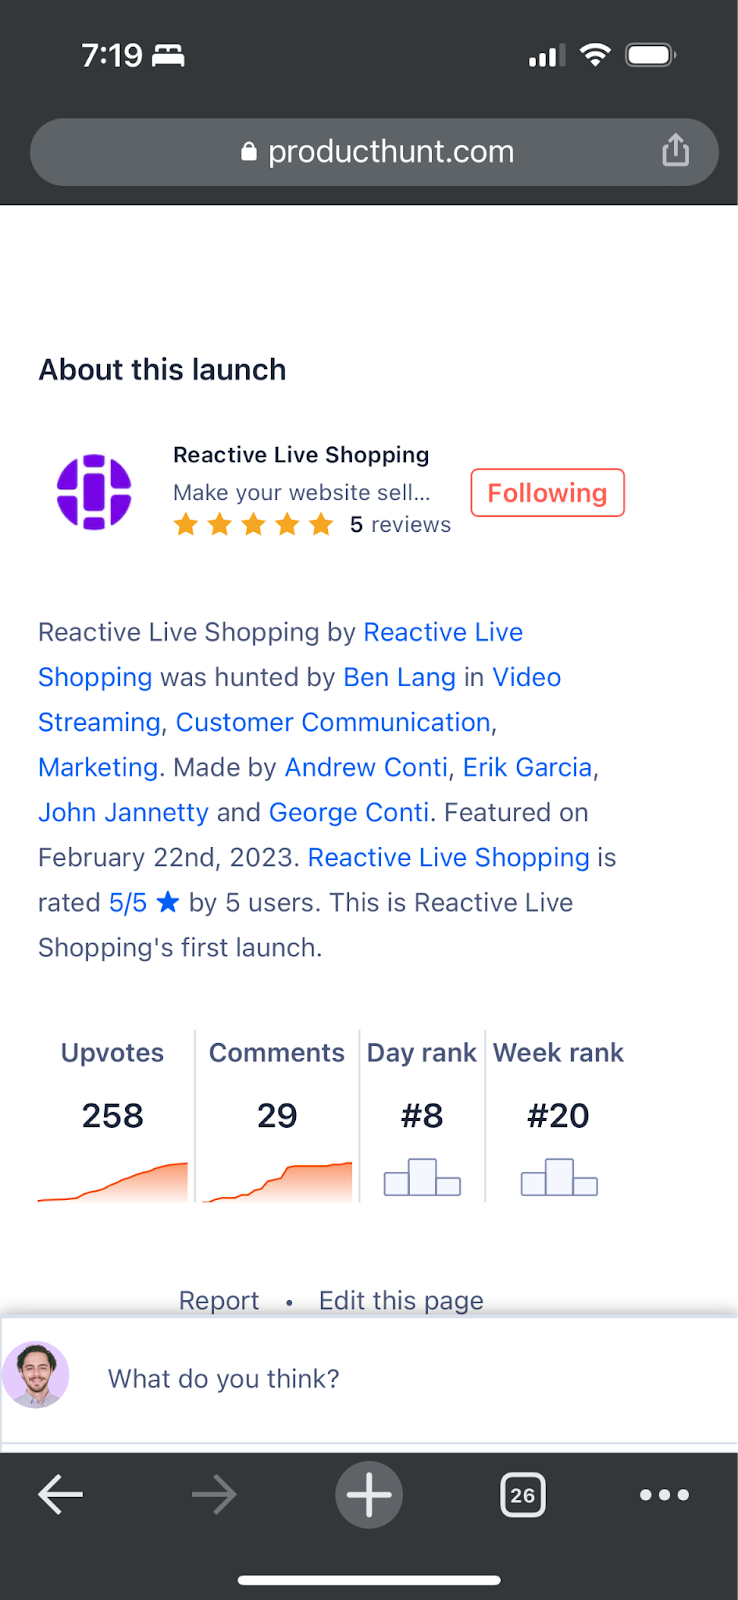 7:19
producthunt.com
About this launch
Reactive Live Shopping
Make your website sell...
5 reviews
Following
Reactive Live Shopping by Reactive Live
Shopping was hunted by Ben Lang in Video
Streaming, Customer Communication,
Marketing. Made by Andrew Conti, Erik Garcia,
John Jannetty and George Conti. Featured on
February 22nd, 2023. Reactive Live Shopping is
rated 5/5 ★ by 5 users. This is Reactive Live
Shopping's first launch.
Upvotes Comments Day rank Week rank
258 29 #8 #20
Report • Edit this page
What do you think?
26